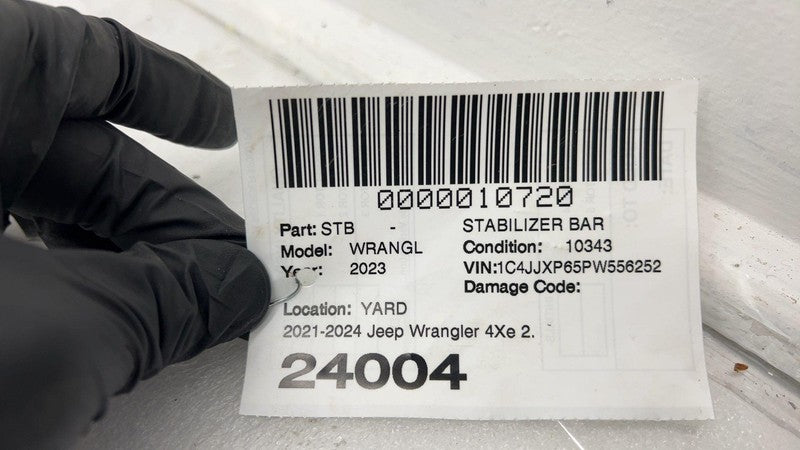 0000010720
Part: STB - STABILIZER BAR
Model: WRANGL Condition: 10343
Year: 2023 VIN:1C4JJXP65PW556252
Damage Code:
Location: YARD
2021-2024 Jeep Wrangler 4Xe 2.
24004